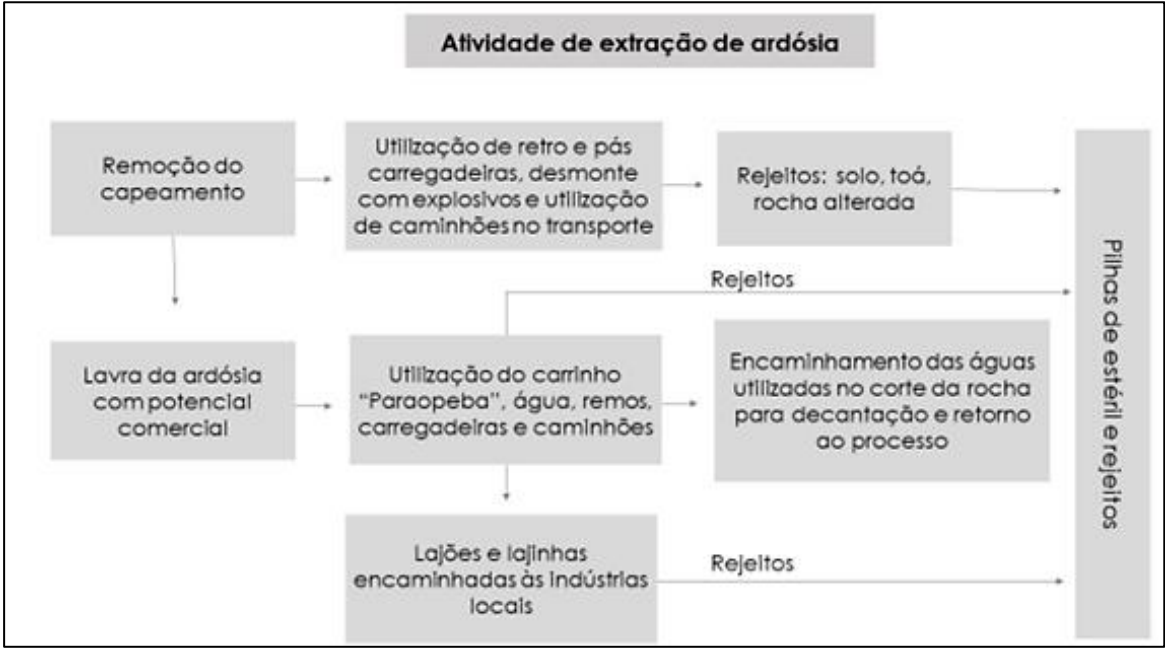 Atividade de extração de ardósia
Remoção do
capeamento
Utilização de retro e pás
carregadeiras, desmonte
com explosivos e utilização
de caminhões no transporte
Rejeitos: solo, toá,
rocha alterada
Pilhas de estéril e rejeitos
Rejeitos
Lavra da ardósia
com potencial
comercial
Utilização do carrinho
“Paraopeba”, água, remos,
carregadeiras e caminhões
Encaminhamento das águas
utilizadas no corte da rocha
para decantação e retorno
ao processo
Lajões e lajinhas
encaminhadas às indústrias
locais
Rejeitos